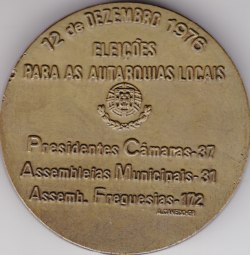 12 de DEZEMBRO 1976
ELEIÇÕES
PARA AS AUTARQUIAS LOCAIS
Presidentes Câmaras-37
Assembleias Municipais-31
Assemb. Freguesias-172